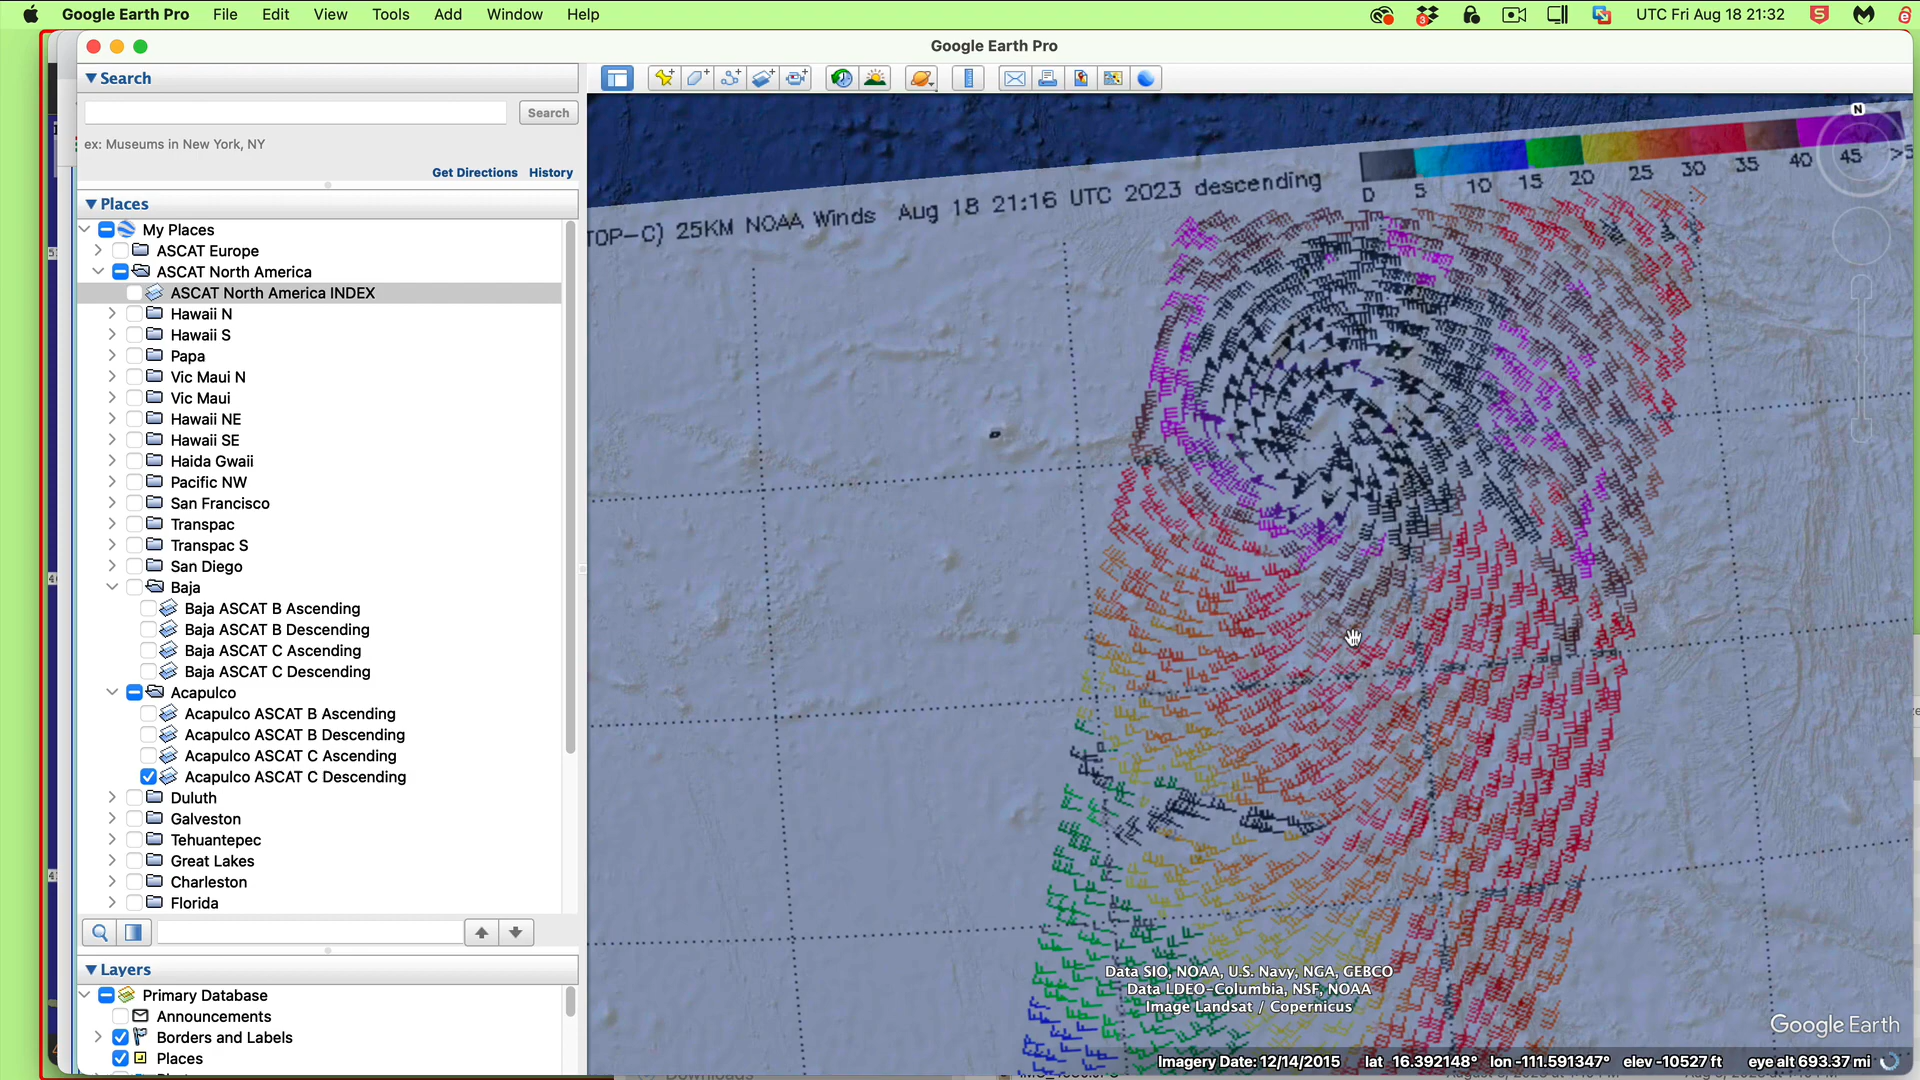 Google Earth Pro File Edit View Tools Add Window Help
3
UTC Fri Aug 18 21:32
Google Earth Pro
Search
Search
ex: Museums in New York, NY
Get Directions History
Places
My Places
ASCAT Europe
ASCAT North America
ASCAT North America INDEX
Hawaii N
Hawaii S
Papa
Vic Maui N
Vic Maui
Hawaii NE
Hawaii SE
Haida Gwaii
Pacific NW
San Francisco
Transpac
Transpac S
San Diego
Baja
Baja ASCAT B Ascending
Baja ASCAT B Descending
Baja ASCAT C Ascending
Baja ASCAT C Descending
Acapulco
Acapulco ASCAT B Ascending
Acapulco ASCAT B Descending
Acapulco ASCAT C Ascending
Acapulco ASCAT C Descending
Duluth
Galveston
Tehuantepec
Great Lakes
Charleston
Florida
Layers
Primary Database
Announcements
Borders and Labels
Places
N
TOP-C) 25KM NOAA Winds Aug 18 21:16 UTC 2023 descending
0 5 10 15 20 25 30 35 40 45 >5
Data SIO, NOAA, U.S. Navy, NGA, GEBCO
Data LDEO-Columbia, NSF, NOAA
Image Landsat / Copernicus
Google Earth
Imagery Date: 12/14/2015 lat 16.392148° lon -111.591347° elev -10527 ft eye alt 693.37 mi